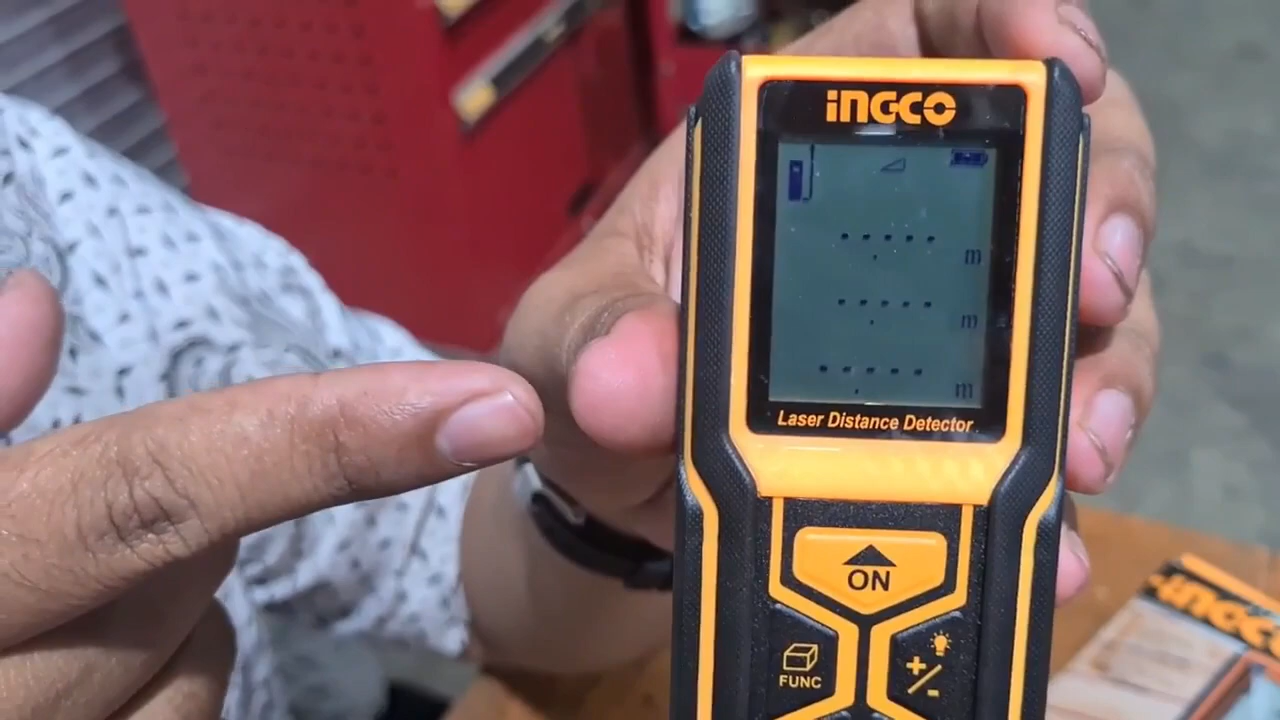 INGCO
m
m
m
Laser Distance Detector
ON
FUNC
+/-
INGCO